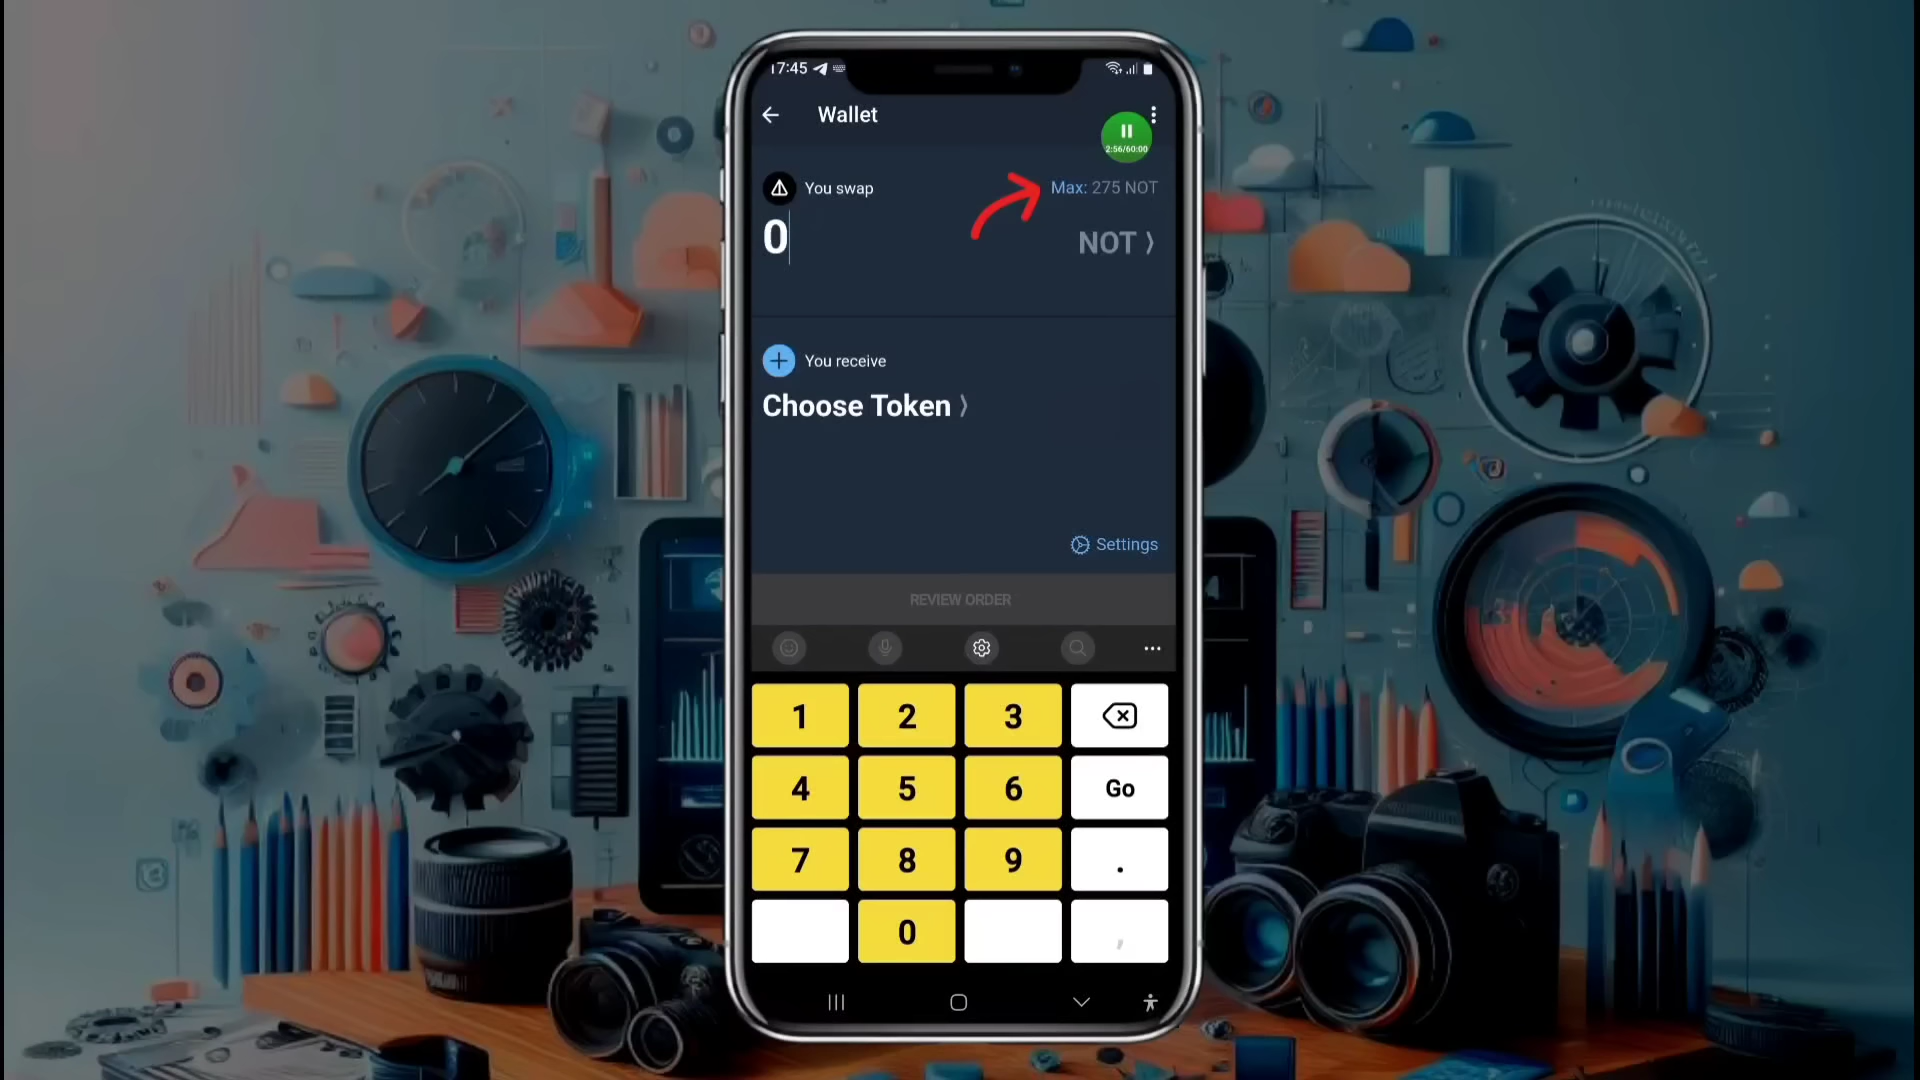 17:45
Wallet
2:56/60:00
You swap
Max: 275 NOT
0
NOT
You receive
Choose Token
Settings
REVIEW ORDER
1 2 3
4 5 6 Go
7 8 9 .
0 ,